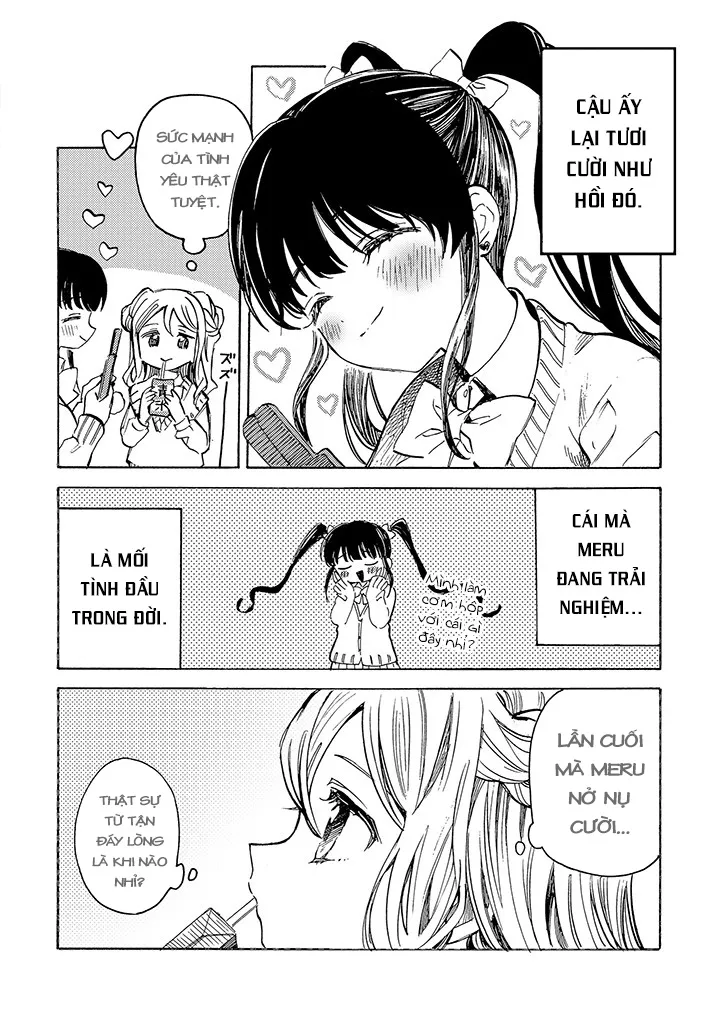 CẬU ẤY
LẠI TƯƠI
CƯỜI NHƯ
HỒI ĐÓ.
SỨC MẠNH
CỦA TÌNH
YÊU THẬT
TUYỆT.
ズズ
CÁI MÀ
MERU
ĐANG TRẢI
NGHIỆM...
Mình làm
cơm hộp
với cái gì
đây nhỉ?
LÀ MỐI
TÌNH ĐẦU
TRONG ĐỜI.
LẦN CUỐI
MÀ MERU
NỞ NỤ
CƯỜI...
THẬT SỰ
TỪ TẬN
ĐÁY LÒNG
LÀ KHI NÀO
NHỈ?